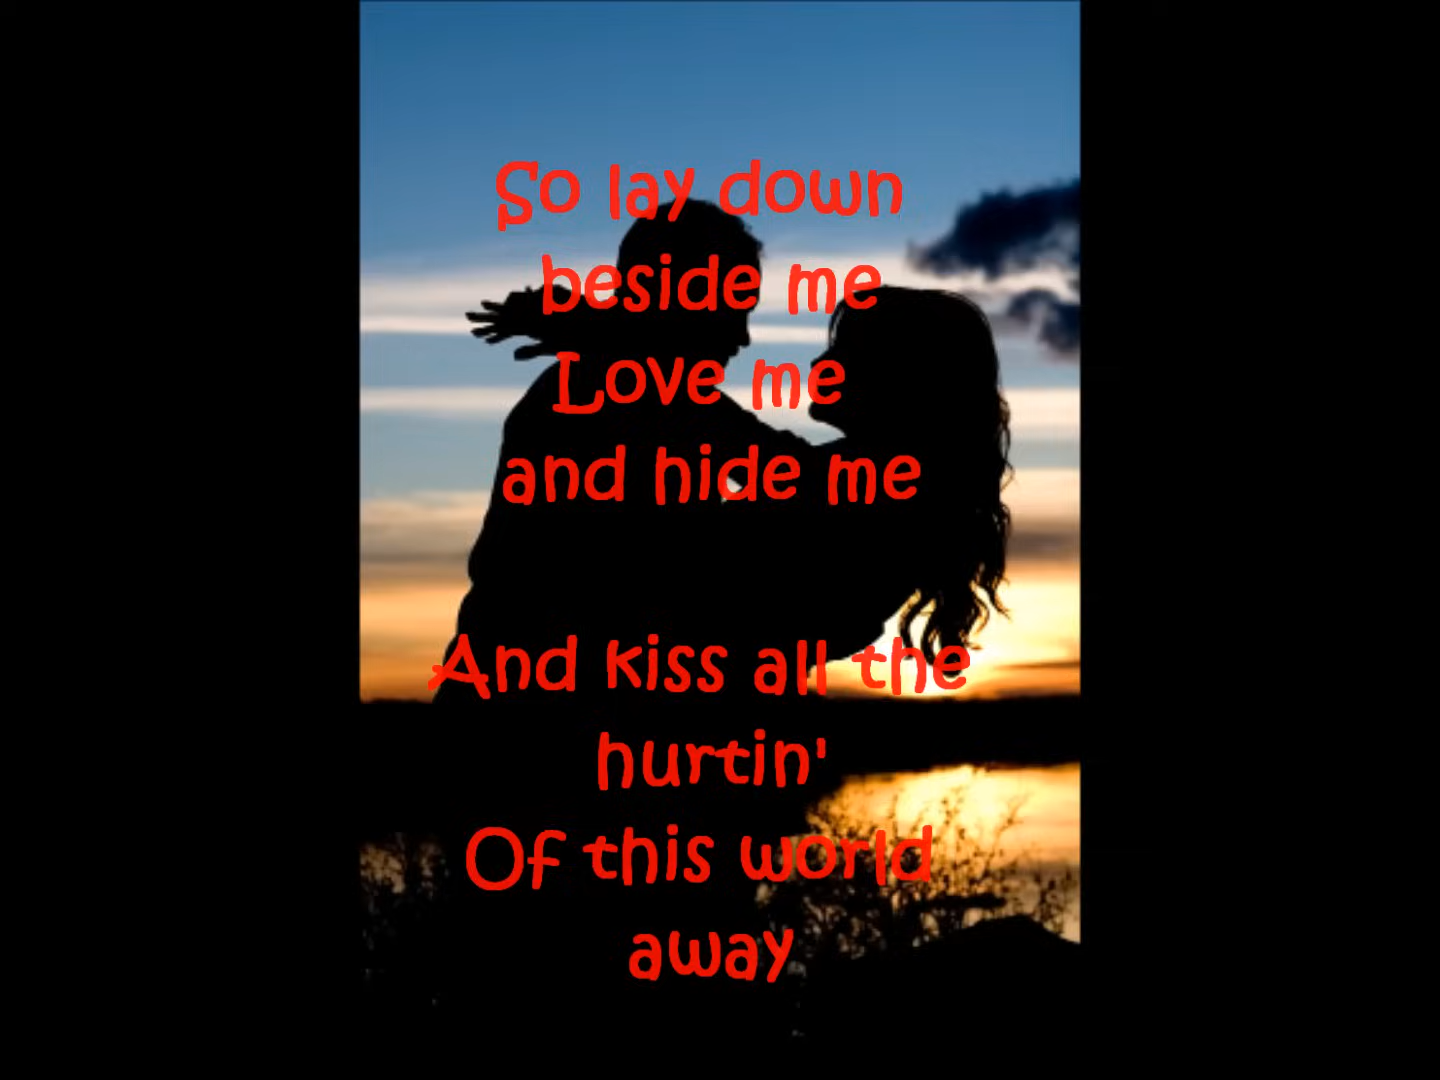 So lay down
beside me
Love me
and hide me
And kiss all the
hurtin'
Of this world
away